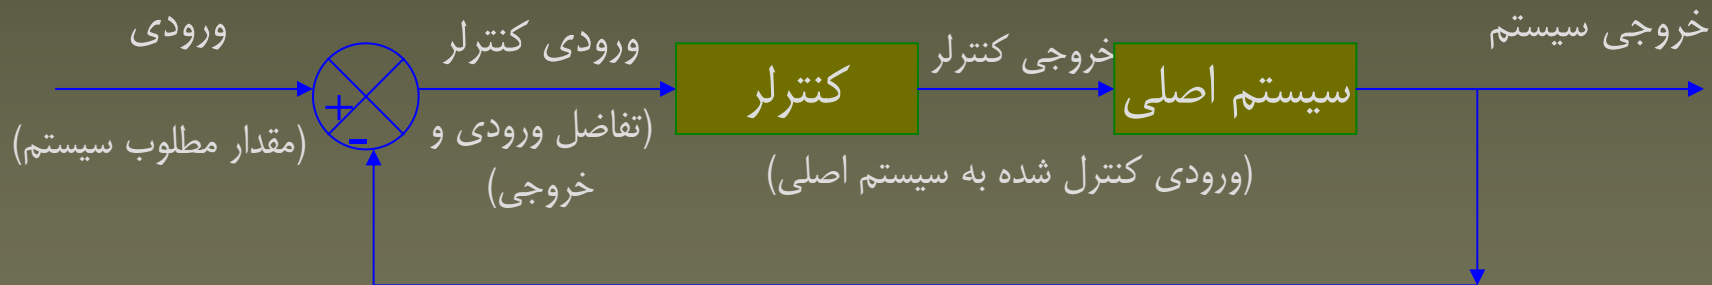 ورودی
(مقدار مطلوب سیستم)
+
-
ورودی کنترلر
(تفاضل ورودی و
خروجی)
کنترلر
خروجی کنترلر
(ورودی کنترل شده به سیستم اصلی)
سیستم اصلی
خروجی سیستم